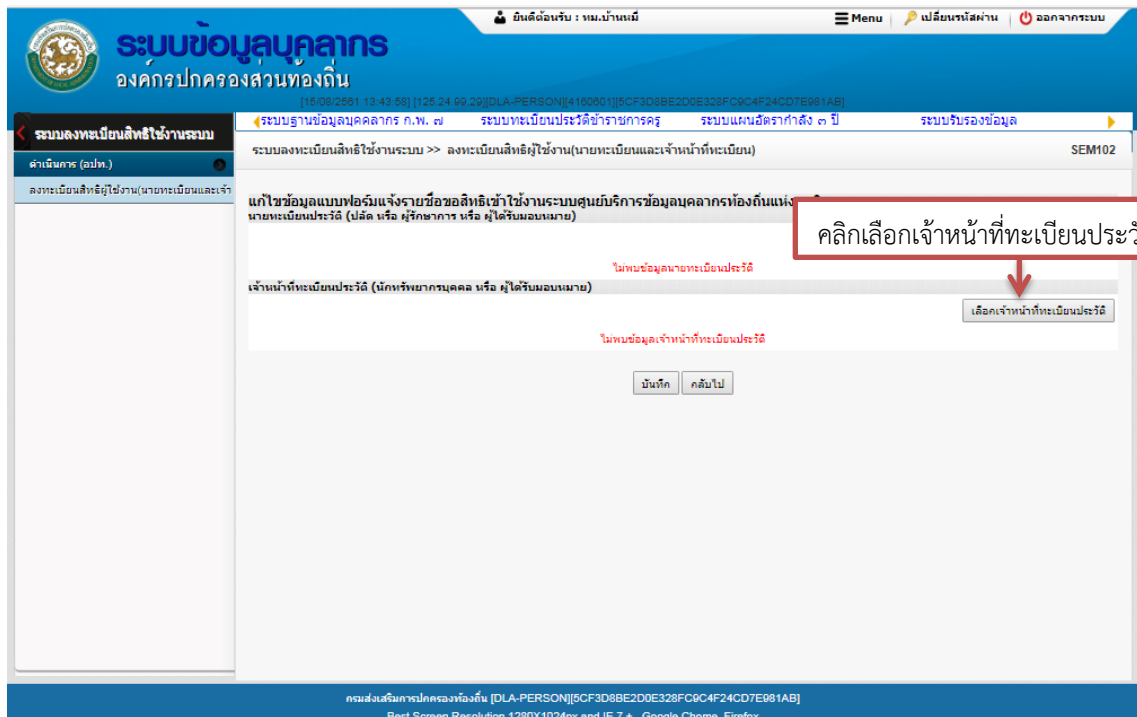 ยินดีต้อนรับ : ทม.บ้านหมี่
Menu
เปลี่ยนรหัสผ่าน
ออกจากระบบ
ระบบข้อมูลบุคลากร
องค์กรปกครองส่วนท้องถิ่น
[15/08/2561 13:43:58] [125.24.99.29][DLA-PERSON][4160601][5CF3D8BE2D0E328FC9C4F24CD7E981AB]
ระบบฐานข้อมูลบุคคลากร ก.พ. ๗ ระบบทะเบียนประวัติข้าราชการครู ระบบแผนอัตรากำลัง ๓ ปี ระบบรับรองข้อมูล
ระบบลงทะเบียนสิทธิใช้งานระบบ
ดำเนินการ (อปท.)
ลงทะเบียนสิทธิผู้ใช้งาน(นายทะเบียนและเจ้า
ระบบลงทะเบียนสิทธิใช้งานระบบ >> ลงทะเบียนสิทธิผู้ใช้งาน(นายทะเบียนและเจ้าหน้าที่ทะเบียน)
SEM102
แก้ไขข้อมูลแบบฟอร์มแจ้งรายชื่อขอสิทธิเข้าใช้งานระบบศูนย์บริการข้อมูลบุคลากรท้องถิ่นแห่ง
นายทะเบียนประวัติ (ปลัด หรือ ผู้รักษาการ หรือ ผู้ได้รับมอบหมาย)
คลิกเลือกเจ้าหน้าที่ทะเบียนประวั
ไม่พบข้อมูลนายทะเบียนประวัติ
เจ้าหน้าที่ทะเบียนประวัติ (นักทรัพยากรบุคคล หรือ ผู้ได้รับมอบหมาย)
เลือกเจ้าหน้าที่ทะเบียนประวัติ
ไม่พบข้อมูลเจ้าหน้าที่ทะเบียนประวัติ
บันทึก กลับไป
กรมส่งเสริมการปกครองท้องถิ่น [DLA-PERSON][5CF3D8BE2D0E328FC9C4F24CD7E981AB]
Best Screen Resolution 1280X1024px and IE 7 + , Google Chome, Firefox